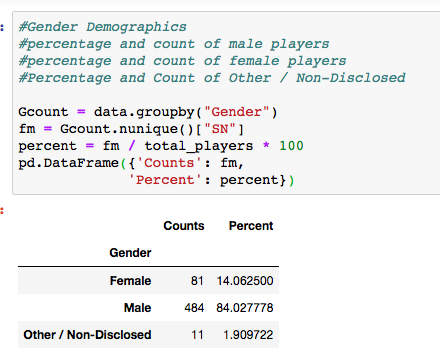 #Gender Demographics
#percentage and count of male players
#percentage and count of female players
#Percentage and Count of Other / Non-Disclosed
Gcount = data.groupby("Gender")
fm = Gcount.nunique()["SN"]
percent = fm / total_players * 100
pd.DataFrame({'Counts': fm,
'Percent': percent})
Counts Percent
Gender
Female 81 14.062500
Male 484 84.027778
Other / Non-Disclosed 11 1.909722